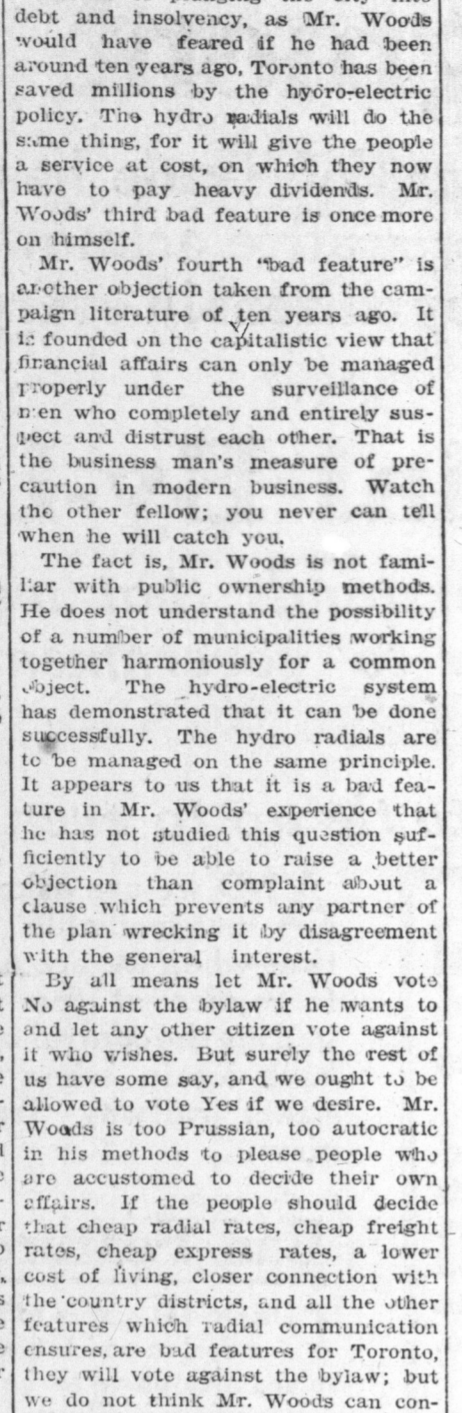 debt and insolvency, as Mr. Woods
would have feared if he had been
around ten years ago, Toronto has been
saved millions by the hydro-electric
policy. The hydro radials will do the
same thing, for it will give the people
a service at cost, on which they now
have to pay heavy dividends. Mr.
Woods' third bad feature is once more
on himself.
Mr. Woods' fourth "bad feature" is
another objection taken from the cam-
paign literature of ten years ago. It
is founded on the capitalistic view that
financial affairs can only be managed
properly under the surveillance of
men who completely and entirely sus-
pect and distrust each other. That is
the business man's measure of pre-
caution in modern business. Watch
the other fellow; you never can tell
when he will catch you.
The fact is, Mr. Woods is not fami-
liar with public ownership methods.
He does not understand the possibility
of a number of municipalities working
together harmoniously for a common
object. The hydro-electric system
has demonstrated that it can be done
successfully. The hydro radials are
to be managed on the same principle.
It appears to us that it is a bad fea-
ture in Mr. Woods' experience that
he has not studied this question suf-
ficiently to be able to raise a better
objection than complaint about a
clause which prevents any partner of
the plan wrecking it by disagreement
with the general interest.
By all means let Mr. Woods vote
No against the bylaw if he wants to
and let any other citizen vote against
it who wishes. But surely the rest of
us have some say, and we ought to be
allowed to vote Yes if we desire. Mr.
Woods is too Prussian, too autocratic
in his methods to please people who
are accustomed to decide their own
affairs. If the people should decide
that cheap radial rates, cheap freight
rates, cheap express rates, a lower
cost of living, closer connection with
the country districts, and all the other
features which radial communication
ensures, are bad features for Toronto,
they will vote against the bylaw; but
we do not think Mr. Woods can con-